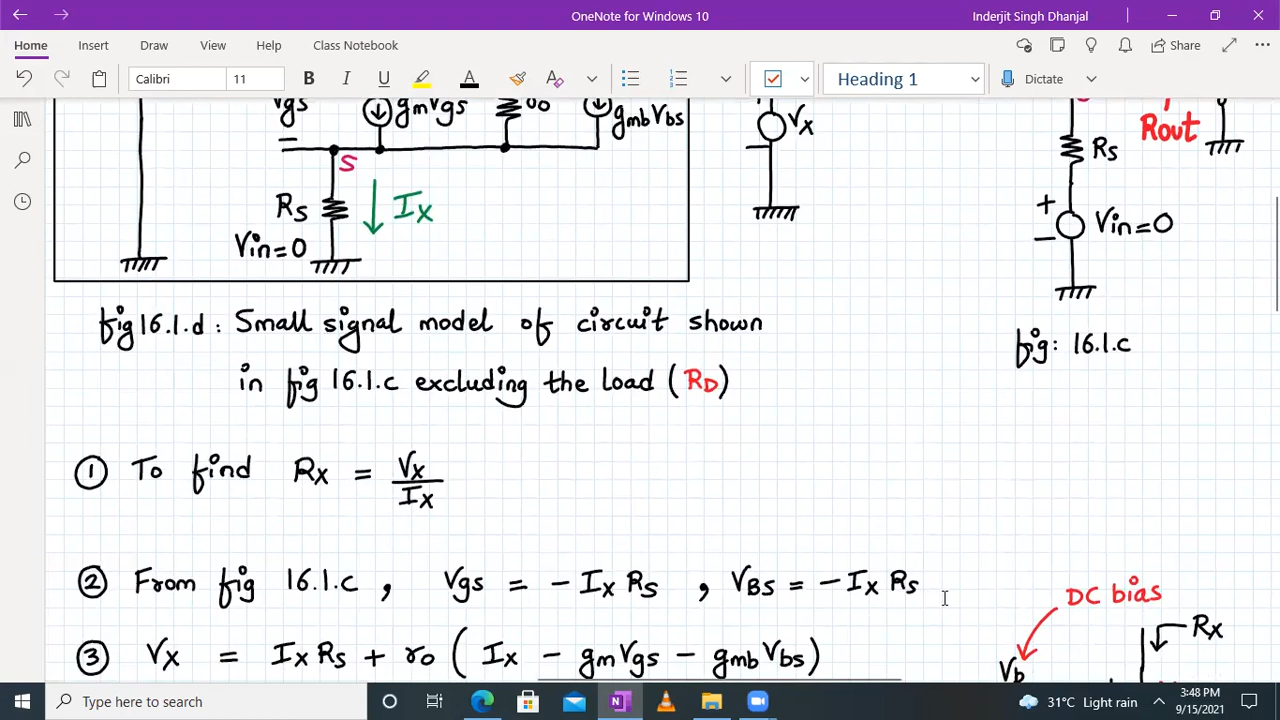 OneNote for Windows 10
Inderjit Singh Dhanjal
Home Insert Draw View Help Class Notebook
Share
Calibri 11 B I U A Heading 1 Dictate
Vgs
gmVgs
gmbVbs
S
Rs
Vin=0
Ix
Vx
Rout
Rs
+
−
Vin=0
fig: 16.1.c
fig 16.1.d : Small signal model of circuit shown
in fig 16.1.c excluding the load (RD)
① To find Rx = Vx
Ix
② From fig 16.1.c , Vgs = − Ix Rs , VBS = − Ix Rs
③ Vx = Ix Rs + ro ( Ix − gmVgs − gmbVbs)
DC bias
Rx
Vb
Type here to search
31°C Light rain
3:48 PM
9/15/2021